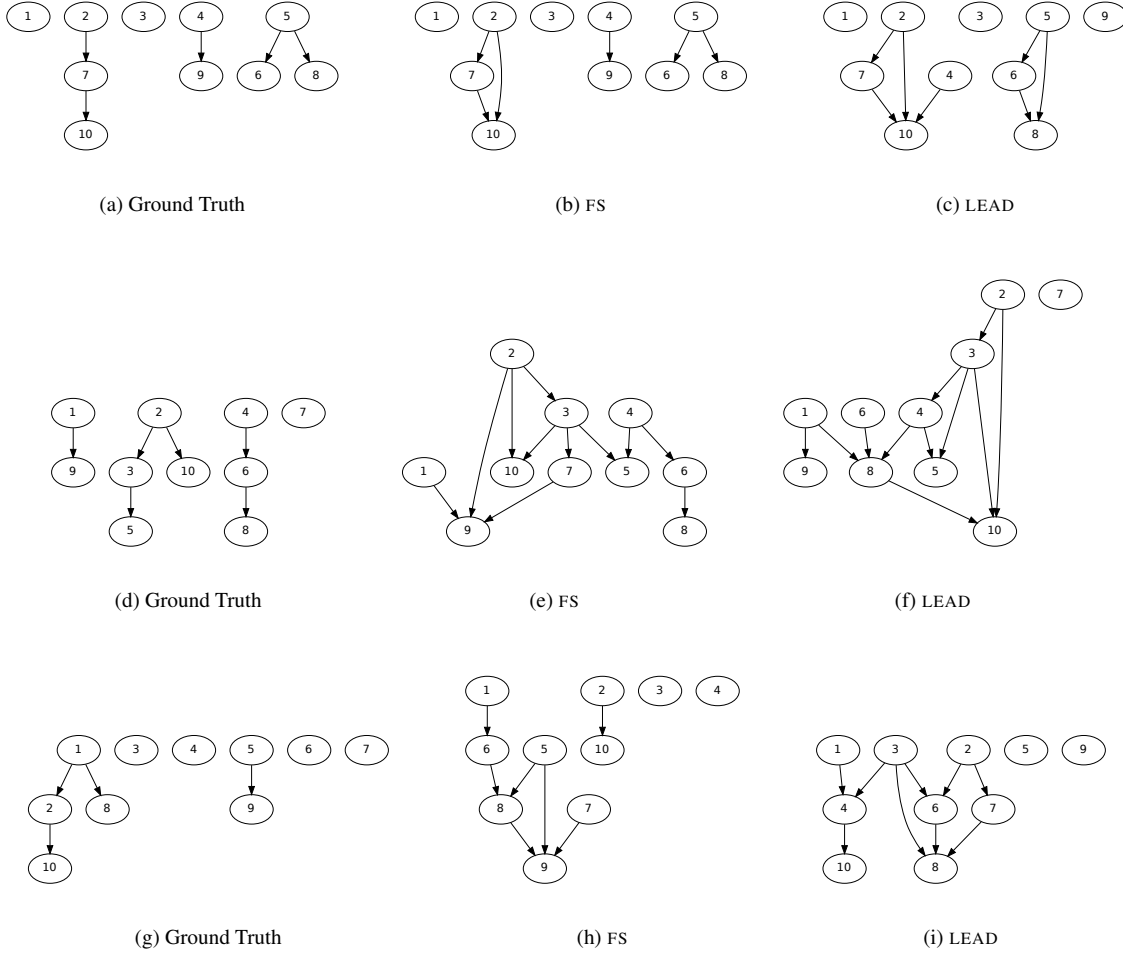 1 2 3 4 5
7 9 6 8
10
(a) Ground Truth
1 2 3 4 5
7 9 6 8
10
(b) FS
1 2 3 5 9
7 4 6
10 8
(c) LEAD
1 2 4 7
9 3 10 6
5 8
(d) Ground Truth
2
3 4
1 10 7 5 6
9 8
(e) FS
2 7
3
1 6 4
9 8 5
10
(f) LEAD
1 3 4 5 6 7
2 8 9
10
(g) Ground Truth
1 2 3 4
6 5 10
8 7
9
(h) FS
1 3 2 5 9
4 6 7
10 8
(i) LEAD